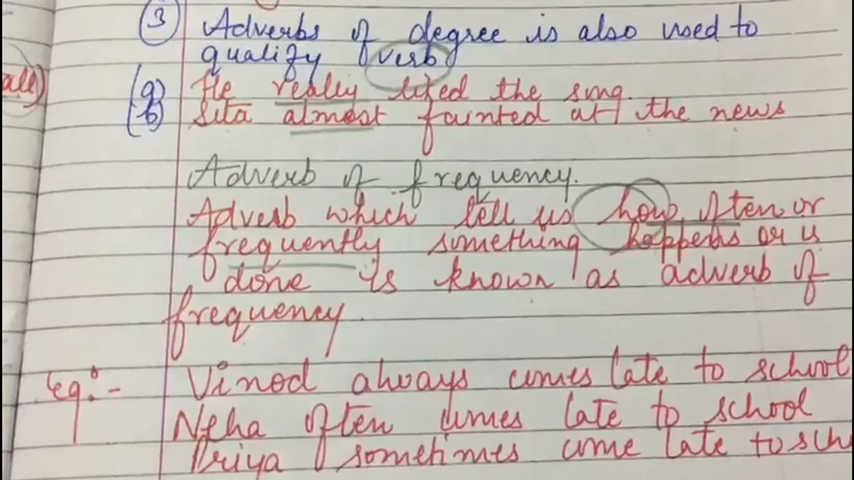 ③ Adverbs of degree is also used to
qualify verb
all)
(a) He really liked the sing.
(b) Sita almost fainted at the news
Adverb of frequency.
Adverb which tell us how often or
frequently something happens or is
done is known as adverb of
frequency.
eg:- Vinod always comes late to school
Neha often comes late to school
Priya sometimes come late to sch